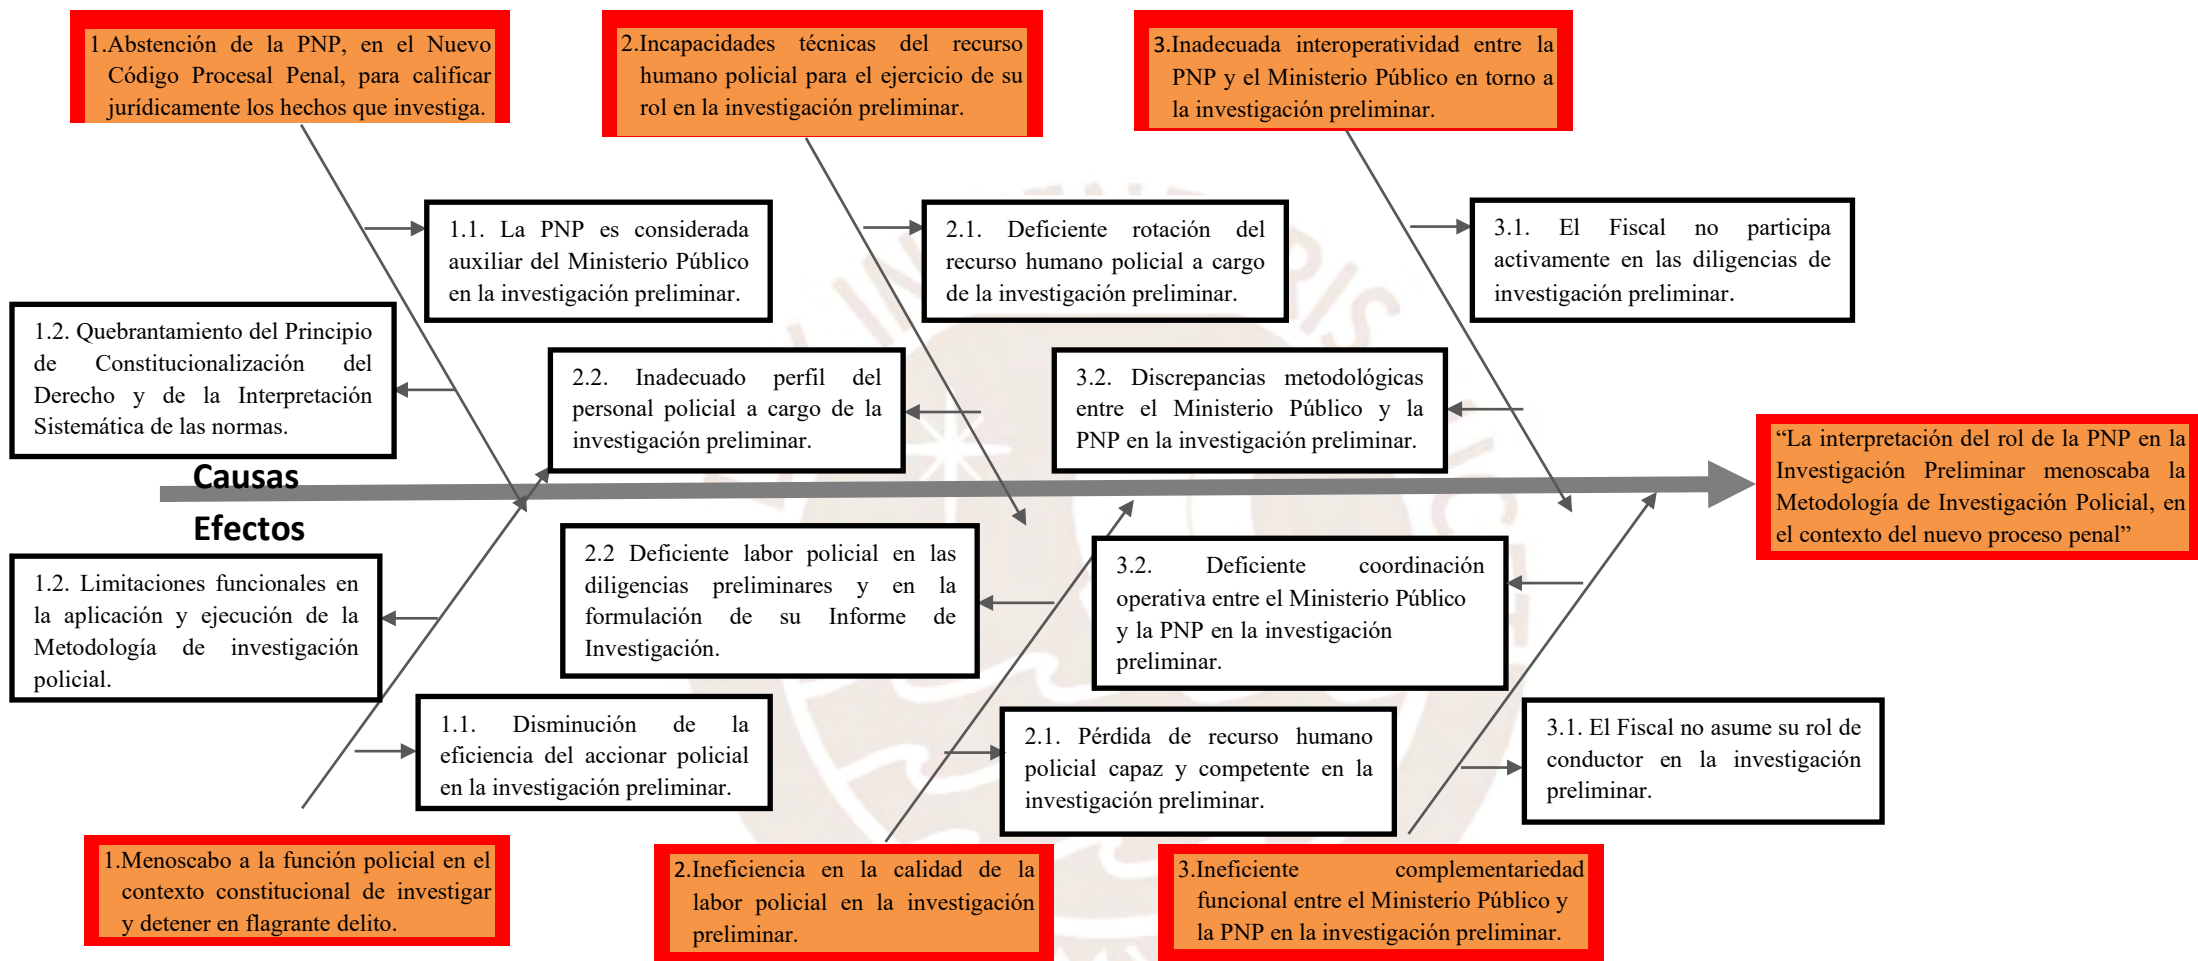 1.Abstención de la PNP, en el Nuevo
Código Procesal Penal, para calificar
jurídicamente los hechos que investiga.
2.Incapacidades técnicas del recurso
humano policial para el ejercicio de su
rol en la investigación preliminar.
3.Inadecuada interoperatividad entre la
PNP y el Ministerio Público en torno a
la investigación preliminar.
1.1. La PNP es considerada
auxiliar del Ministerio Público
en la investigación preliminar.
2.1. Deficiente rotación del
recurso humano policial a cargo
de la investigación preliminar.
3.1. El Fiscal no participa
activamente en las diligencias de
investigación preliminar.
1.2. Quebrantamiento del Principio
de Constitucionalización del
Derecho y de la Interpretación
Sistemática de las normas.
2.2. Inadecuado perfil del
personal policial a cargo de la
investigación preliminar.
3.2. Discrepancias metodológicas
entre el Ministerio Público y la
PNP en la investigación preliminar.
Causas
Efectos
“La interpretación del rol de la PNP en la
Investigación Preliminar menoscaba la
Metodología de Investigación Policial, en
el contexto del nuevo proceso penal”
1.2. Limitaciones funcionales en
la aplicación y ejecución de la
Metodología de investigación
policial.
2.2 Deficiente labor policial en las
diligencias preliminares y en la
formulación de su Informe de
Investigación.
3.2. Deficiente coordinación
operativa entre el Ministerio Público
y la PNP en la investigación
preliminar.
1.1. Disminución de la
eficiencia del accionar policial
en la investigación preliminar.
2.1. Pérdida de recurso humano
policial capaz y competente en la
investigación preliminar.
3.1. El Fiscal no asume su rol de
conductor en la investigación
preliminar.
1.Menoscabo a la función policial en el
contexto constitucional de investigar
y detener en flagrante delito.
2.Ineficiencia en la calidad de la
labor policial en la investigación
preliminar.
3.Ineficiente complementariedad
funcional entre el Ministerio Público y
la PNP en la investigación preliminar.